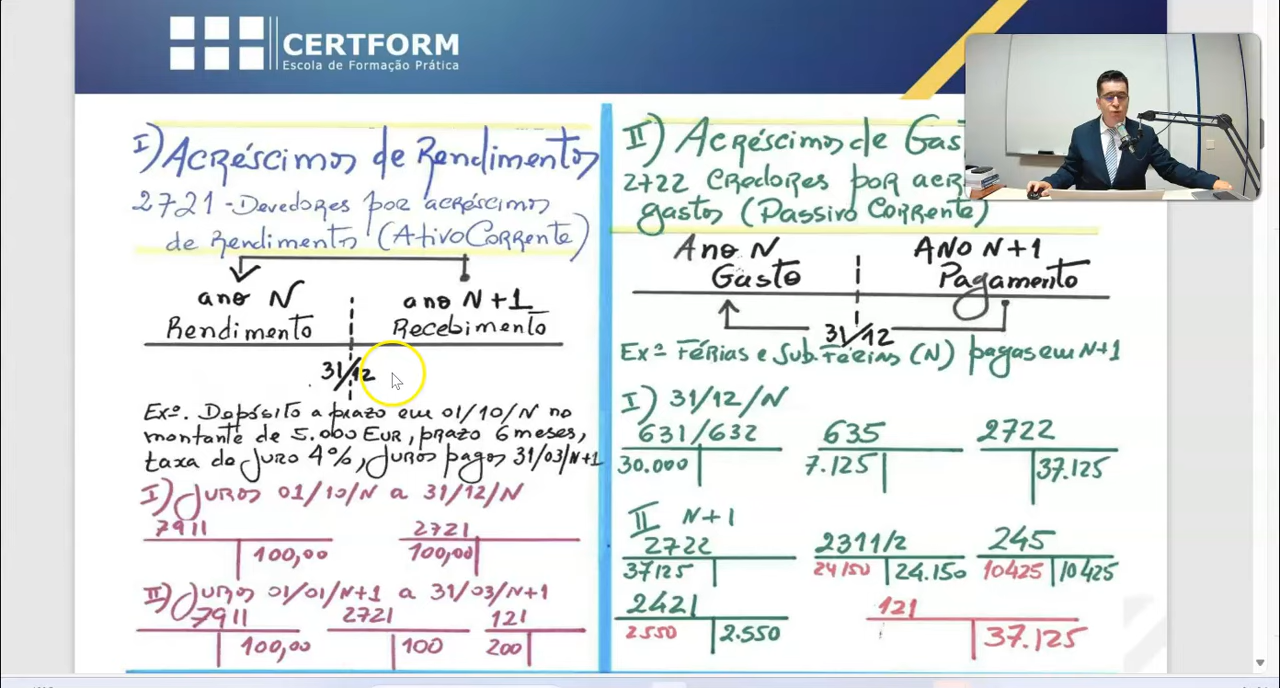 CERTFORM
Escola de Formação Prática
I) Acréscimos de Rendimentos
2721 - Devedores por acréscimos
de Rendimento (Ativo Corrente)
ano N
ano N+1
Rendimento
Recebimento
31/12
Exº. Depósito a prazo em 01/10/N no
montante de 5.000 EUR, prazo 6 meses,
taxa de juro 4%, juros pagos 31/03/N+1
I) Juros 01/10/N a 31/12/N
7911
2721
100,00
100,00
II) Juros 01/01/N+1 a 31/03/N+1
7911
2721
121
100,00
100
200
II) Acréscimos de Gas
2722 Credores por acr
gastos (Passivo Corrente)
Ano N
ANO N+1
Gasto
Pagamento
31/12
Exº Férias e Sub. Férias (N) pagas em N+1
I) 31/12/N
631/632
635
2722
30.000
7.125
37.125
II N+1
2722
2311/2
245
37125
24150
24.150
10425
10425
2421
121
2.550
2.550
37.125